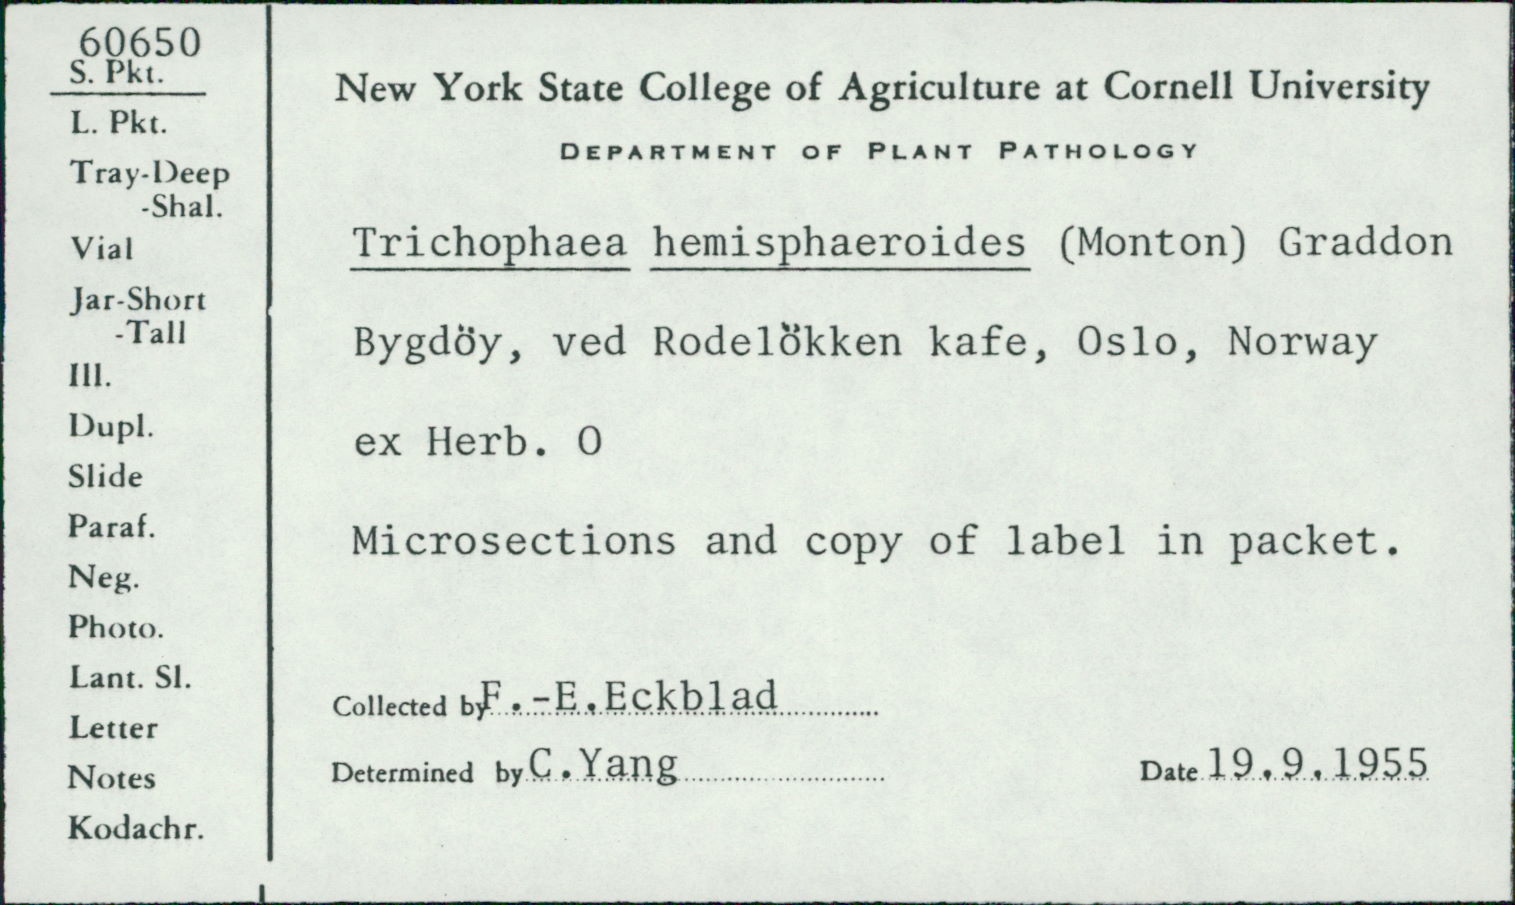 60650
S. Pkt.
L. Pkt.
Tray-Deep
-Shal.
Vial
Jar-Short
-Tall
Ill.
Dupl.
Slide
Paraf.
Neg.
Photo.
Lant. Sl.
Letter
Notes
Kodachr.
New York State College of Agriculture at Cornell University
DEPARTMENT OF PLANT PATHOLOGY
Trichophaea hemisphaeroides (Monton) Graddon
Bygdöy, ved Rodelökken kafe, Oslo, Norway
ex Herb. O
Microsections and copy of label in packet.
Collected by F.-E.Eckblad
Determined by C.Yang
Date 19.9.1955